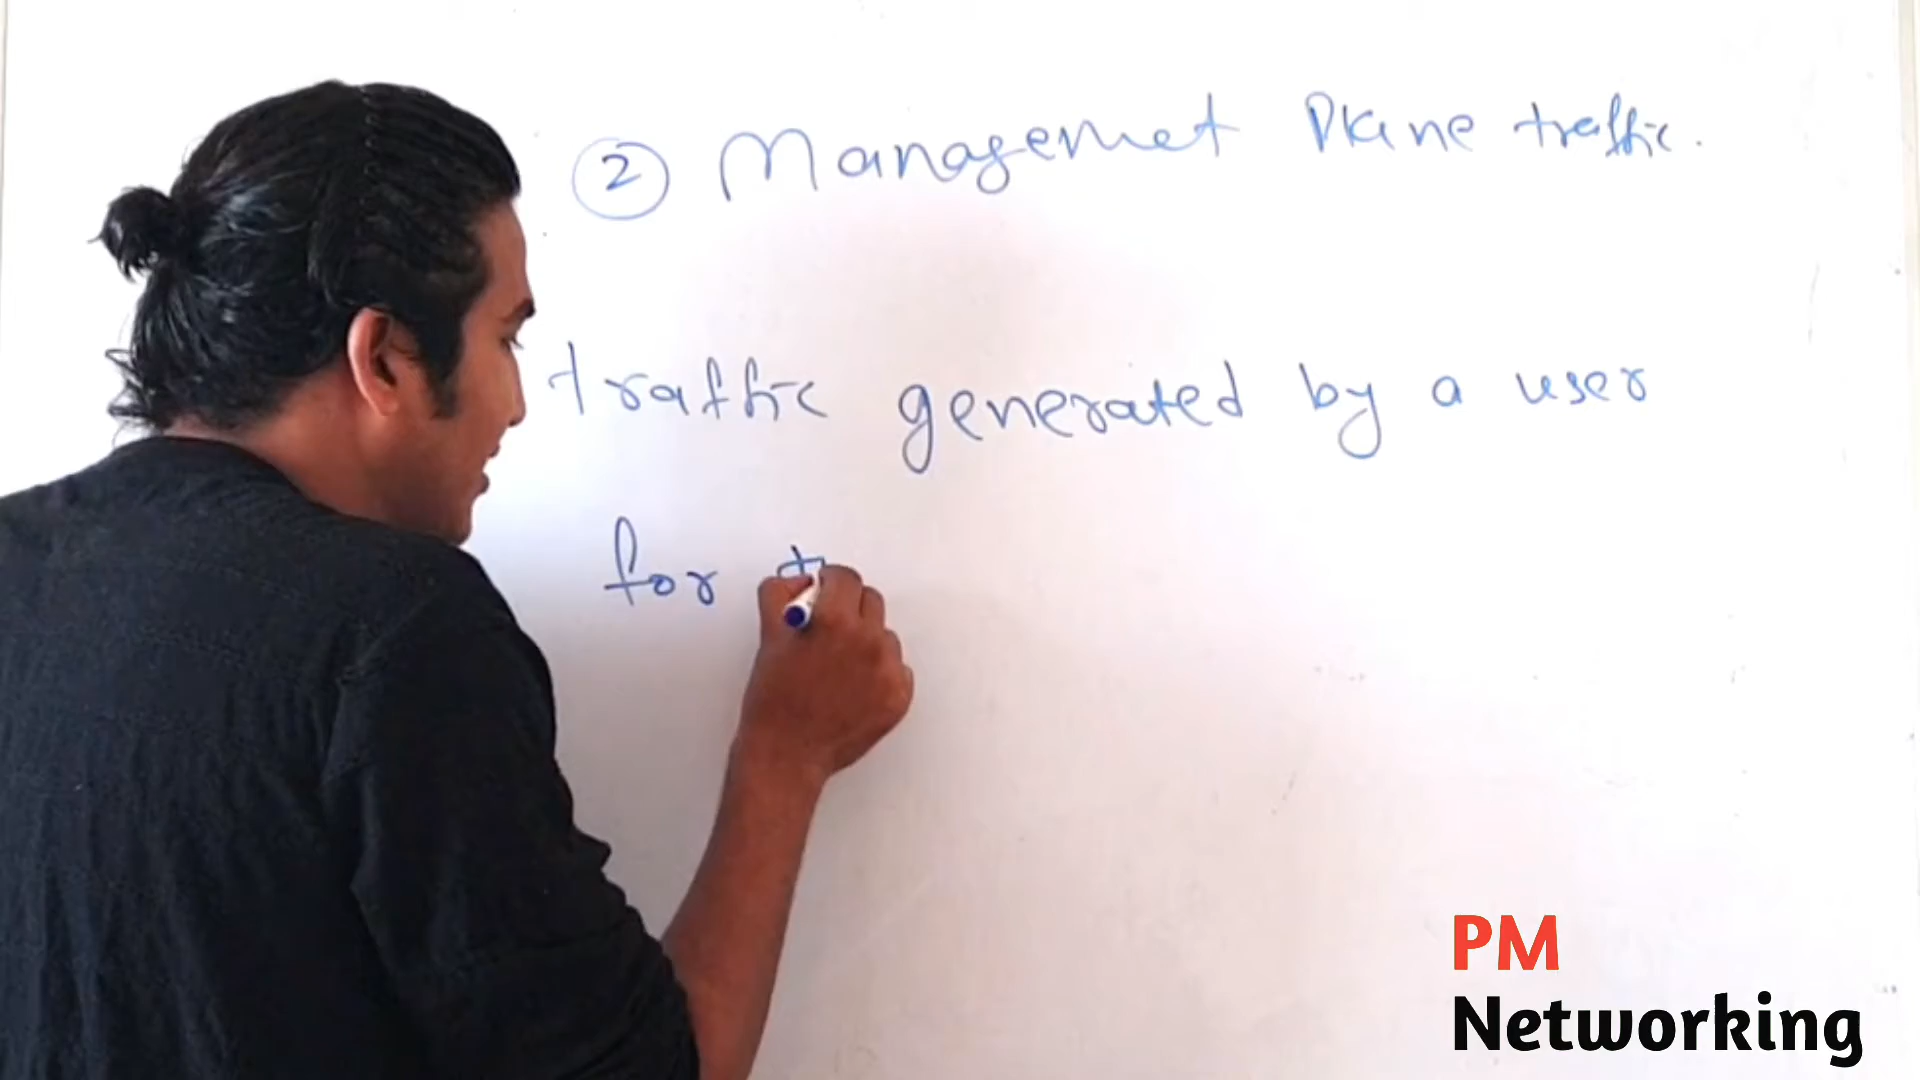 ② Managemet Plane traffic.
traffic generated by a user
for
PM
Networking